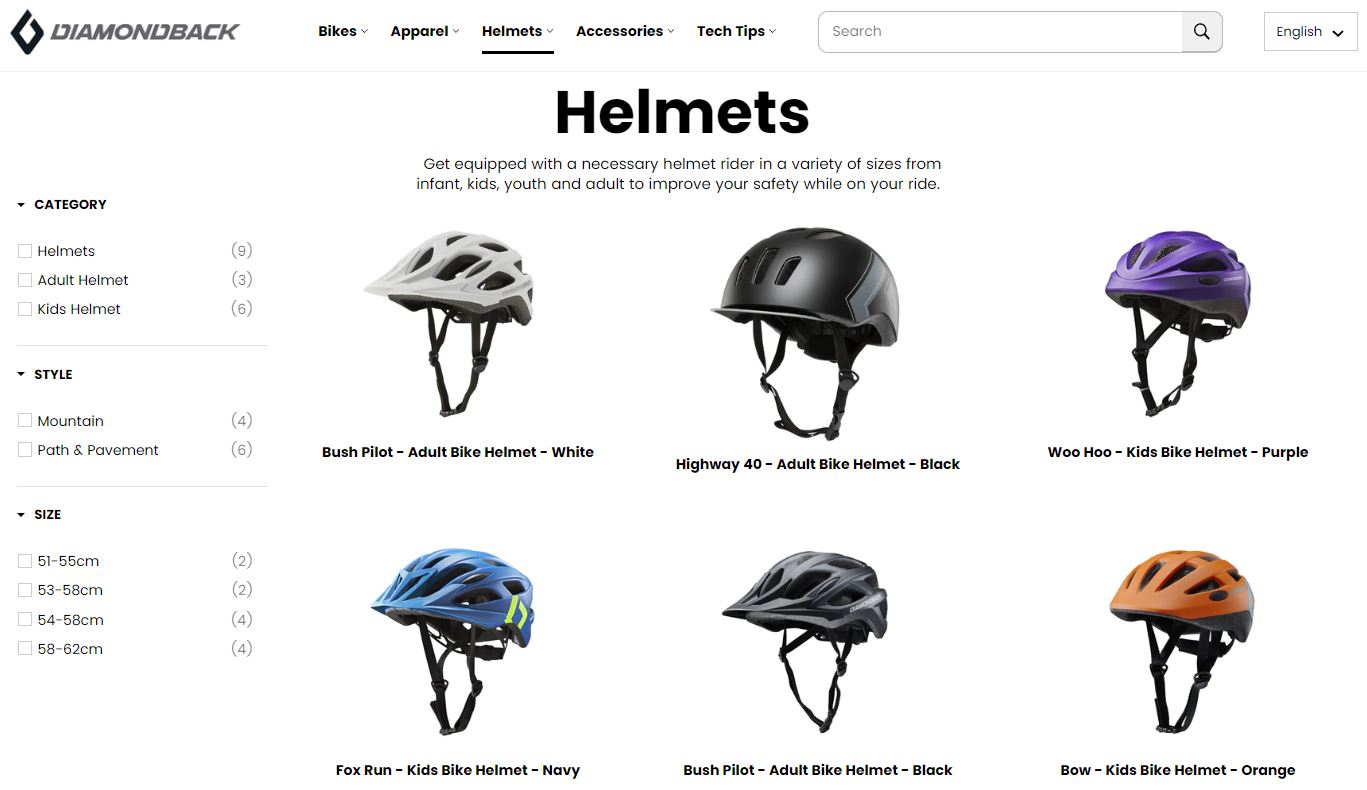 DIAMONDBACK
Bikes
Apparel
Helmets
Accessories
Tech Tips
Search
English
Helmets
Get equipped with a necessary helmet rider in a variety of sizes from
infant, kids, youth and adult to improve your safety while on your ride.
CATEGORY
Helmets (9)
Adult Helmet (3)
Kids Helmet (6)
STYLE
Mountain (4)
Path & Pavement (6)
SIZE
51-55cm (2)
53-58cm (2)
54-58cm (4)
58-62cm (4)
Bush Pilot - Adult Bike Helmet - White
Highway 40 - Adult Bike Helmet - Black
Woo Hoo - Kids Bike Helmet - Purple
DIAMONDBACK
Fox Run - Kids Bike Helmet - Navy
Bush Pilot - Adult Bike Helmet - Black
Bow - Kids Bike Helmet - Orange